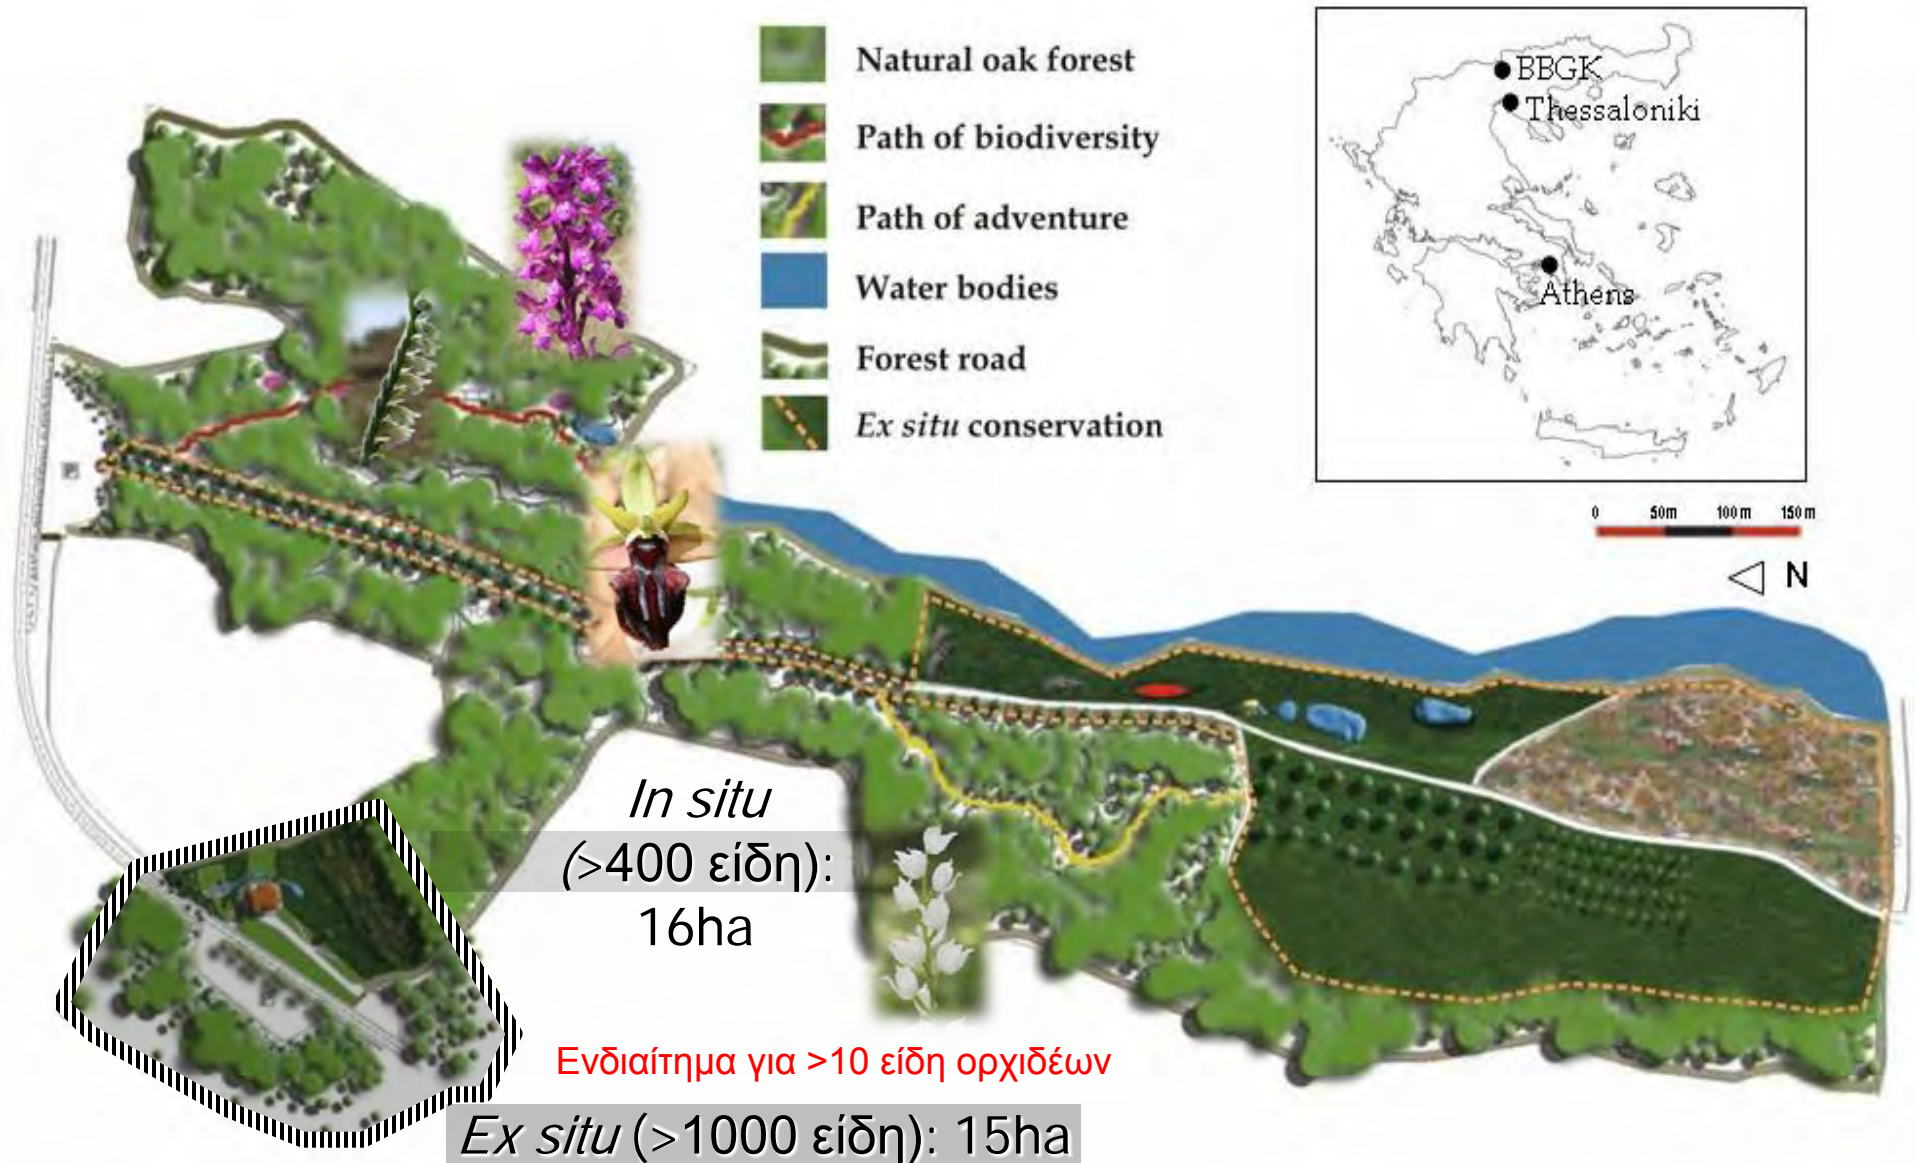 Natural oak forest
Path of biodiversity
Path of adventure
Water bodies
Forest road
Ex situ conservation
BBGK
Thessaloniki
Athens
0 50m 100m 150m
N
P
In situ
(>400 είδη):
16ha
Ενδιαίτημα για >10 είδη ορχιδέων
Ex situ (>1000 είδη): 15ha